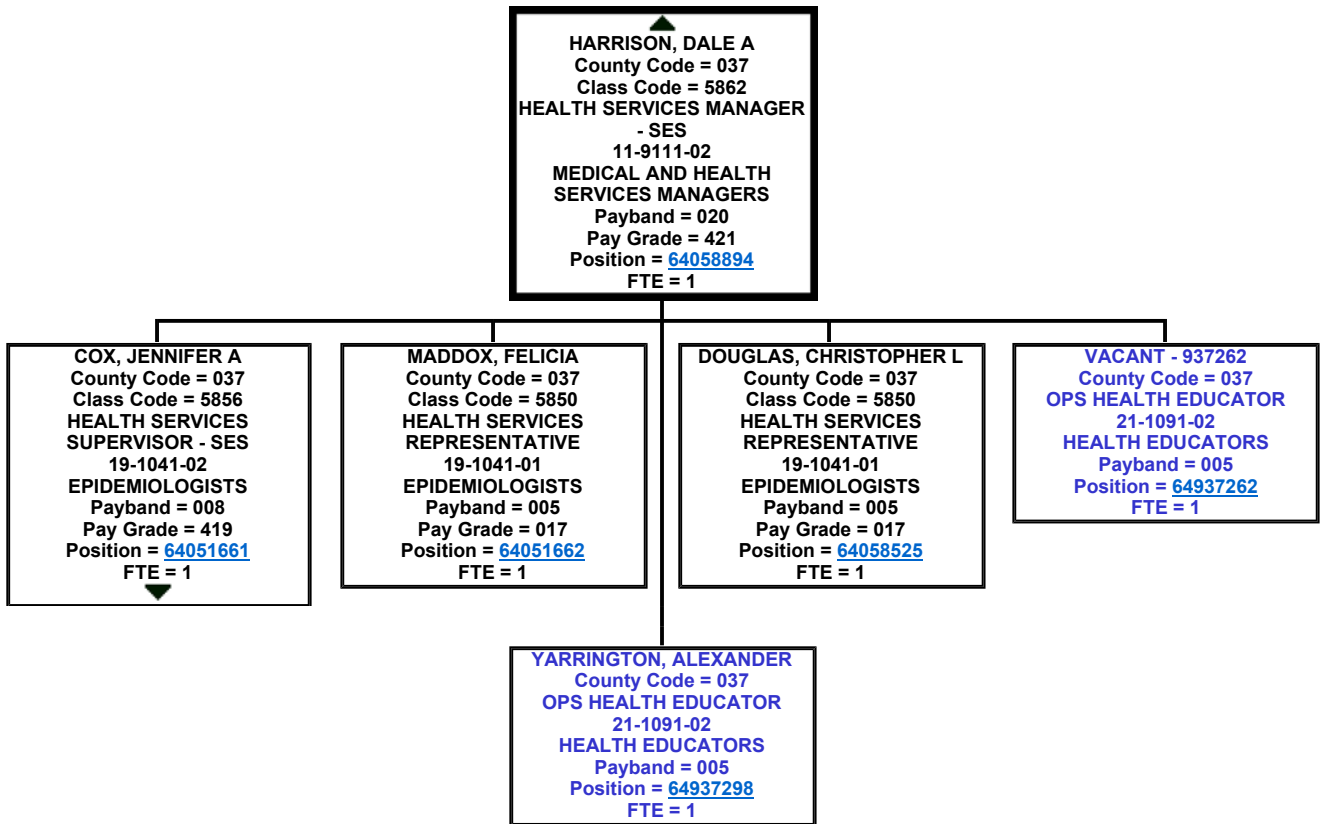 HARRISON, DALE A
County Code = 037
Class Code = 5862
HEALTH SERVICES MANAGER
- SES
11-9111-02
MEDICAL AND HEALTH
SERVICES MANAGERS
Payband = 020
Pay Grade = 421
Position = 64058894
FTE = 1
COX, JENNIFER A
County Code = 037
Class Code = 5856
HEALTH SERVICES
SUPERVISOR - SES
19-1041-02
EPIDEMIOLOGISTS
Payband = 008
Pay Grade = 419
Position = 64051661
FTE = 1
MADDOX, FELICIA
County Code = 037
Class Code = 5850
HEALTH SERVICES
REPRESENTATIVE
19-1041-01
EPIDEMIOLOGISTS
Payband = 005
Pay Grade = 017
Position = 64051662
FTE = 1
DOUGLAS, CHRISTOPHER L
County Code = 037
Class Code = 5850
HEALTH SERVICES
REPRESENTATIVE
19-1041-01
EPIDEMIOLOGISTS
Payband = 005
Pay Grade = 017
Position = 64058525
FTE = 1
VACANT - 937262
County Code = 037
OPS HEALTH EDUCATOR
21-1091-02
HEALTH EDUCATORS
Payband = 005
Position = 64937262
FTE = 1
YARRINGTON, ALEXANDER
County Code = 037
OPS HEALTH EDUCATOR
21-1091-02
HEALTH EDUCATORS
Payband = 005
Position = 64937298
FTE = 1